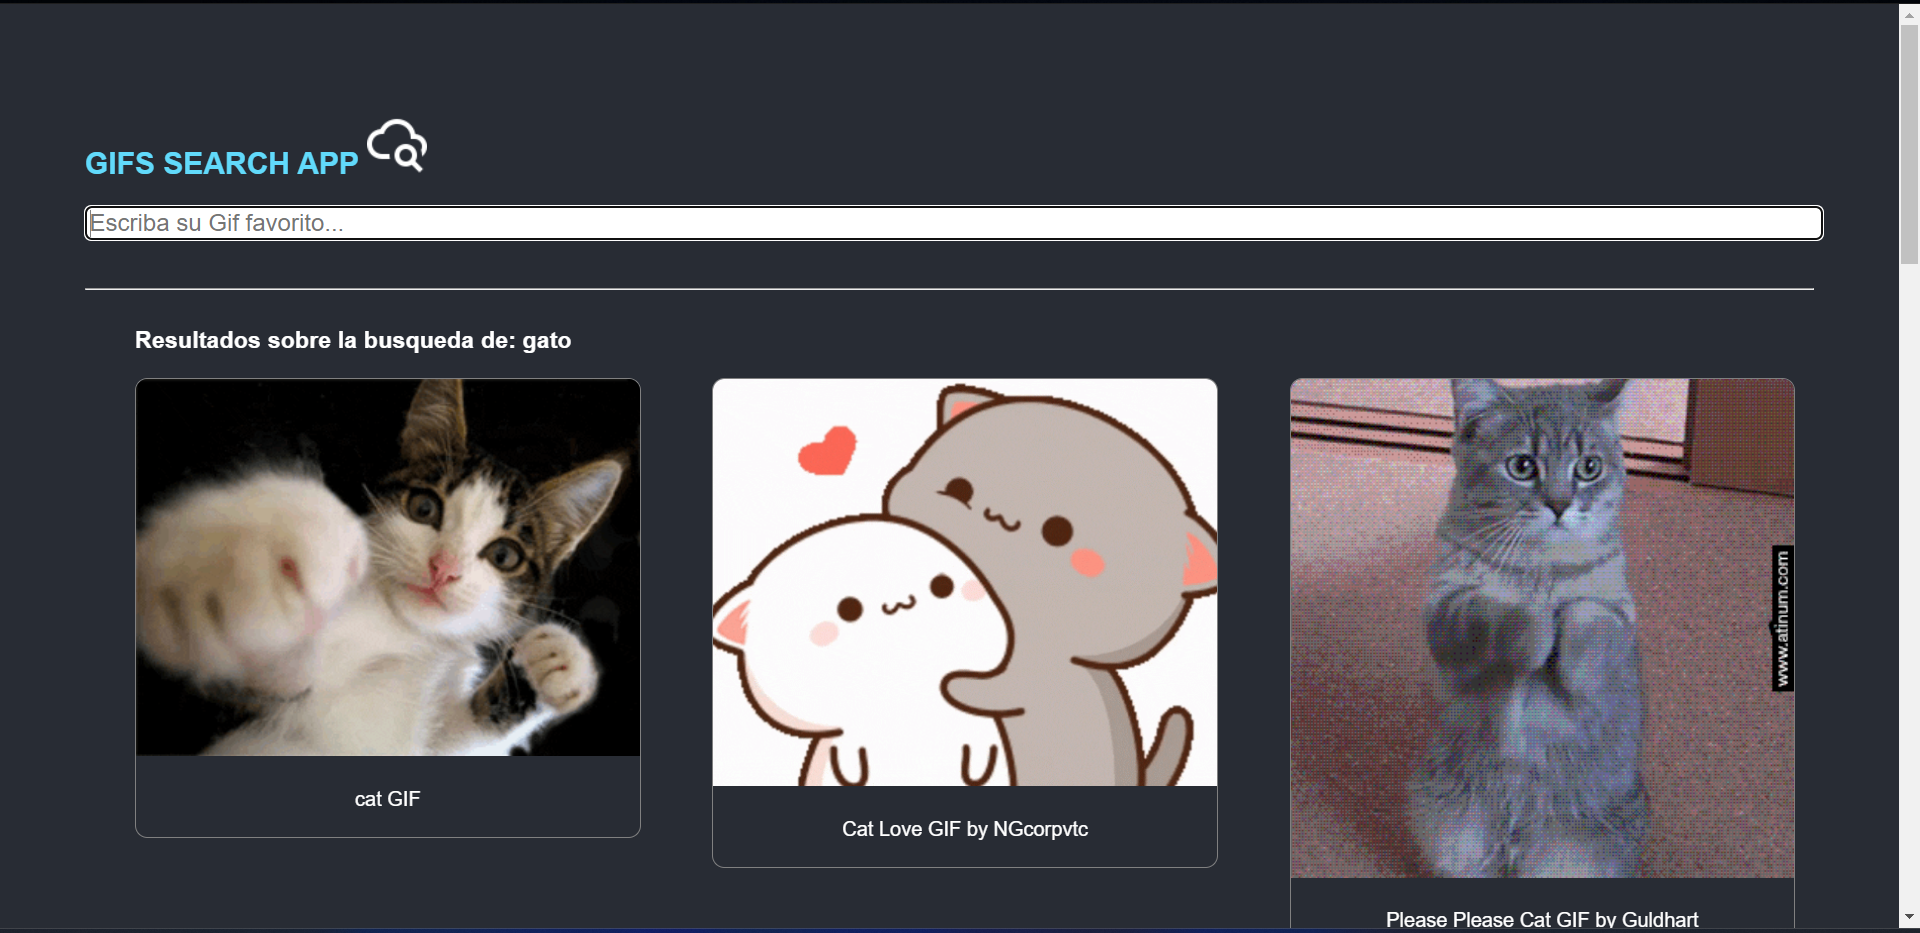 GIFS SEARCH APP
Escriba su Gif favorito...
Resultados sobre la busqueda de: gato
www.atinum.com
cat GIF
Cat Love GIF by NGcorpvtc
Please Please Cat GIF by Guldhart